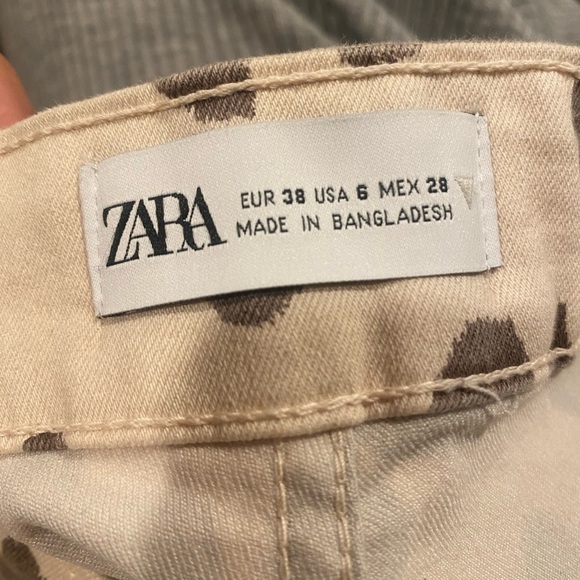 ZARA
EUR 38 USA 6 MEX 28
MADE IN BANGLADESH